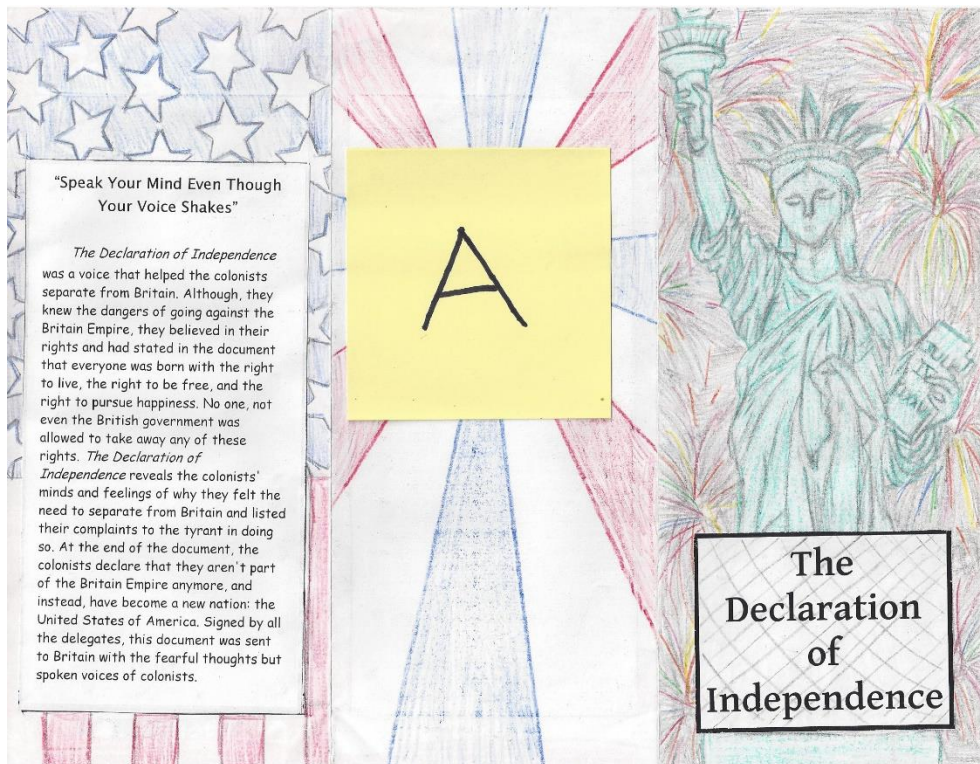 “Speak Your Mind Even Though
Your Voice Shakes”
The Declaration of Independence
was a voice that helped the colonists
separate from Britain. Although, they
knew the dangers of going against the
Britain Empire, they believed in their
rights and had stated in the document
that everyone was born with the right
to live, the right to be free, and the
right to pursue happiness. No one, not
even the British government was
allowed to take away any of these
rights. The Declaration of
Independence reveals the colonists'
minds and feelings of why they felt the
need to separate from Britain and listed
their complaints to the tyrant in doing
so. At the end of the document, the
colonists declare that they aren't part
of the Britain Empire anymore, and
instead, have become a new nation: the
United States of America. Signed by all
the delegates, this document was sent
to Britain with the fearful thoughts but
spoken voices of colonists.
A
The
Declaration
of
Independence